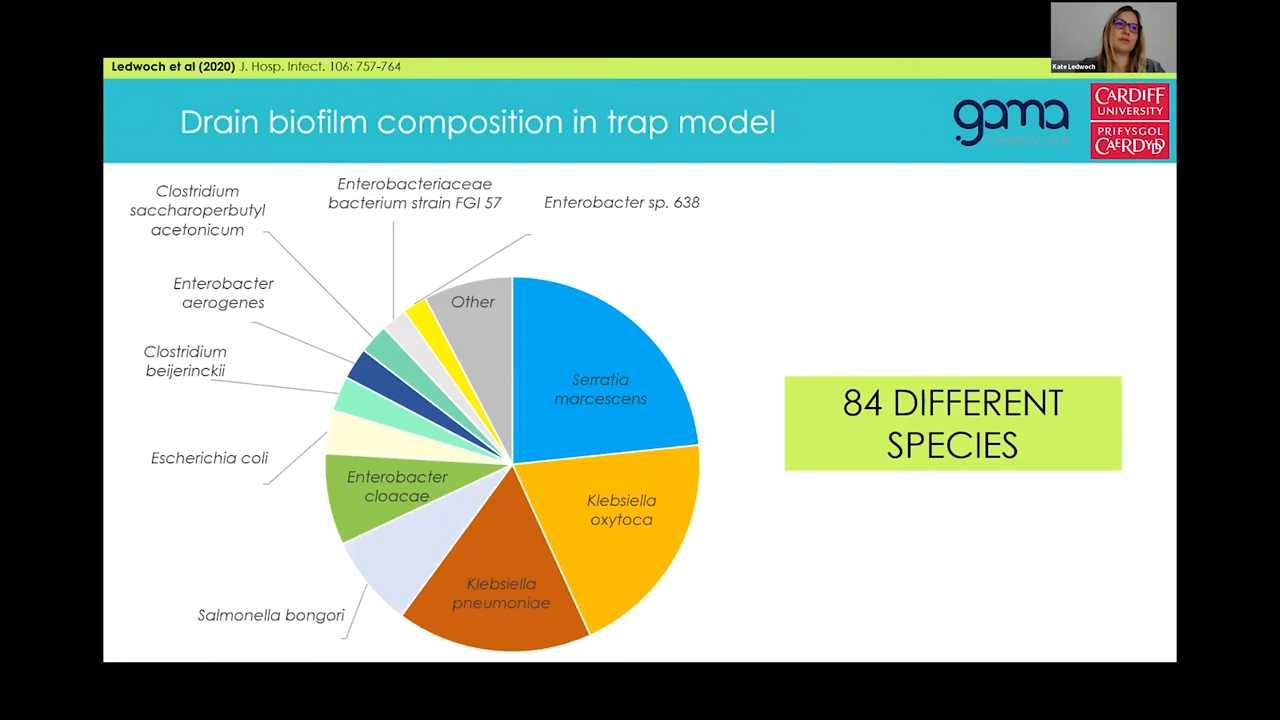 Ledwoch et al (2020) J. Hosp. Infect. 106: 757-764
Kate Ledwoch
Drain biofilm composition in trap model
gama
healthcare
CARDIFF
UNIVERSITY
PRIFYSGOL
CAERDYDD
Clostridium
saccharoperbutyl
acetonicum
Enterobacteriaceae
bacterium strain FGI 57
Enterobacter sp. 638
Enterobacter
aerogenes
Other
Clostridium
beijerinckii
Serratia
marcescens
84 DIFFERENT
SPECIES
Escherichia coli
Enterobacter
cloacae
Klebsiella
oxytoca
Klebsiella
pneumoniae
Salmonella bongori